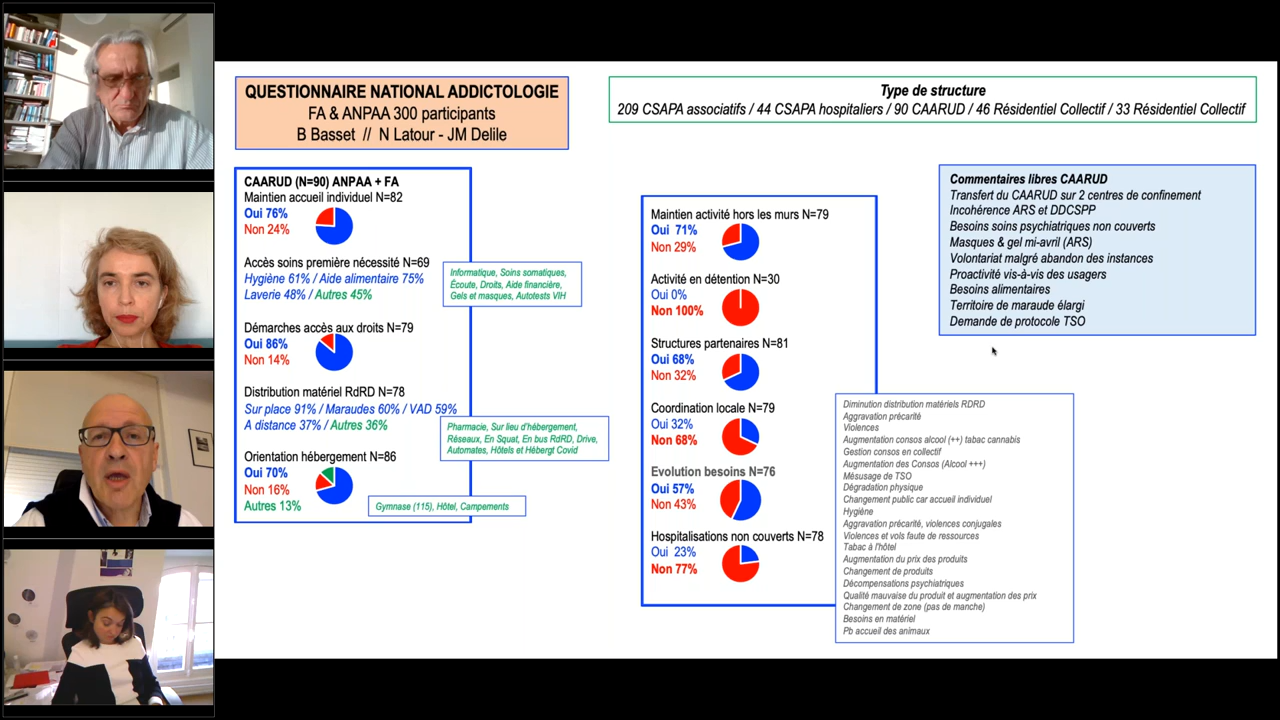 QUESTIONNAIRE NATIONAL ADDICTOLOGIE
FA & ANPAA 300 participants
B Basset // N Latour - JM Delile
Type de structure
209 CSAPA associatifs / 44 CSAPA hospitaliers / 90 CAARUD / 46 Résidentiel Collectif / 33 Résidentiel Collectif
CAARUD (N=90) ANPAA + FA
Maintien accueil individuel N=82
Oui 76%
Non 24%
Accès soins première nécessité N=69
Hygiène 61% / Aide alimentaire 75%
Laverie 48% / Autres 45%
Informatique, Soins somatiques,
Écoute, Droits, Aide financière,
Gels et masques, Autotests VIH
Démarches accès aux droits N=79
Oui 86%
Non 14%
Distribution matériel RdRD N=78
Sur place 91% / Maraudes 60% / VAD 59%
A distance 37% / Autres 36%
Pharmacie, Sur lieu d'hébergement,
Réseaux, En Squat, En bus RdRD, Drive,
Automates, Hôtels et Hébergt Covid
Orientation hébergement N=86
Oui 70%
Non 16%
Autres 13%
Gymnase (115), Hôtel, Campements
Maintien activité hors les murs N=79
Oui 71%
Non 29%
Activité en détention N=30
Oui 0%
Non 100%
Structures partenaires N=81
Oui 68%
Non 32%
Coordination locale N=79
Oui 32%
Non 68%
Evolution besoins N=76
Oui 57%
Non 43%
Hospitalisations non couverts N=78
Oui 23%
Non 77%
Commentaires libres CAARUD
Transfert du CAARUD sur 2 centres de confinement
Incohérence ARS et DDCSPP
Besoins soins psychiatriques non couverts
Masques & gel mi-avril (ARS)
Volontariat malgré abandon des instances
Proactivité vis-à-vis des usagers
Besoins alimentaires
Territoire de maraude élargi
Demande de protocole TSO
Diminution distribution matériels RDRD
Aggravation précarité
Violences
Augmentation consos alcool (++) tabac cannabis
Gestion consos en collectif
Augmentation des Consos (Alcool +++)
Mésusage de TSO
Dégradation physique
Changement public car accueil individuel
Hygiéne
Aggravation précarité, violences conjugales
Violences et vols faute de ressources
Tabac à l'hôtel
Augmentation du prix des produits
Changement de produits
Décompensations psychiatriques
Qualité mauvaise du produit et augmentation des prix
Changement de zone (pas de manche)
Besoins en matériel
Pb accueil des animaux